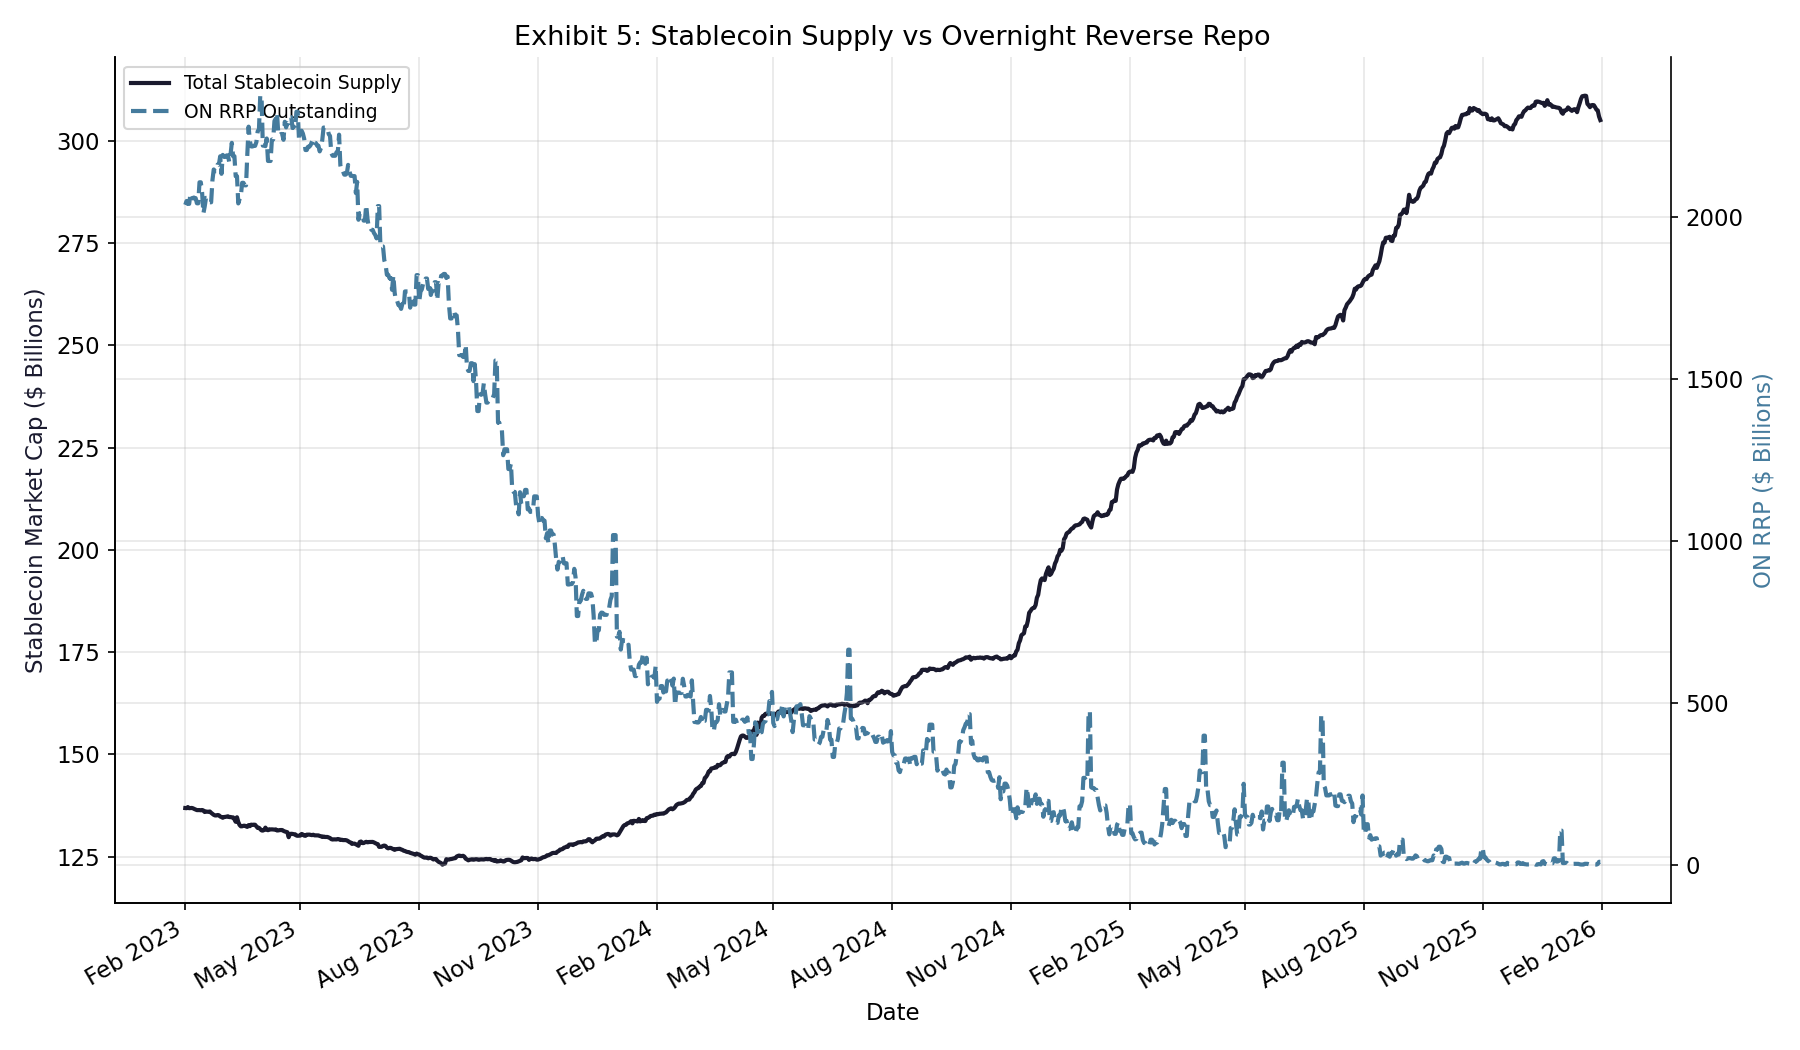 Exhibit 5: Stablecoin Supply vs Overnight Reverse Repo
Total Stablecoin Supply
ON RRP Outstanding
Stablecoin Market Cap ($ Billions)
300
275
250
225
200
175
150
125
2000
1500
1000
500
0
ON RRP ($ Billions)
Feb 2023
May 2023
Aug 2023
Nov 2023
Feb 2024
May 2024
Aug 2024
Nov 2024
Feb 2025
May 2025
Aug 2025
Nov 2025
Feb 2026
Date